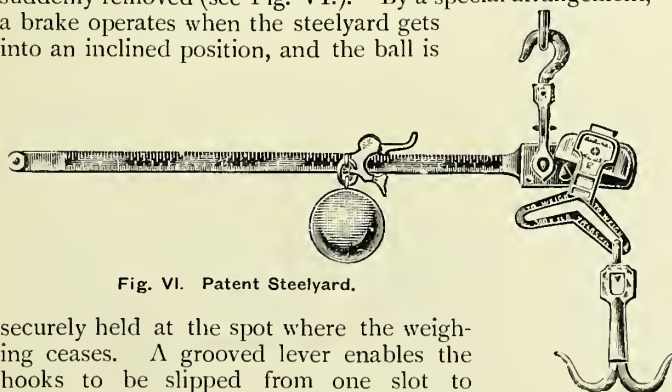 suddenly removed (see Fig. VI.). By a special arrangement,
a brake operates when the steelyard gets
into an inclined position, and the ball is
TO WEIGH
Fig. VI. Patent Steelyard.
securely held at the spot where the weigh-
ing ceases. A grooved lever enables the
hooks to be slipped from one slot to